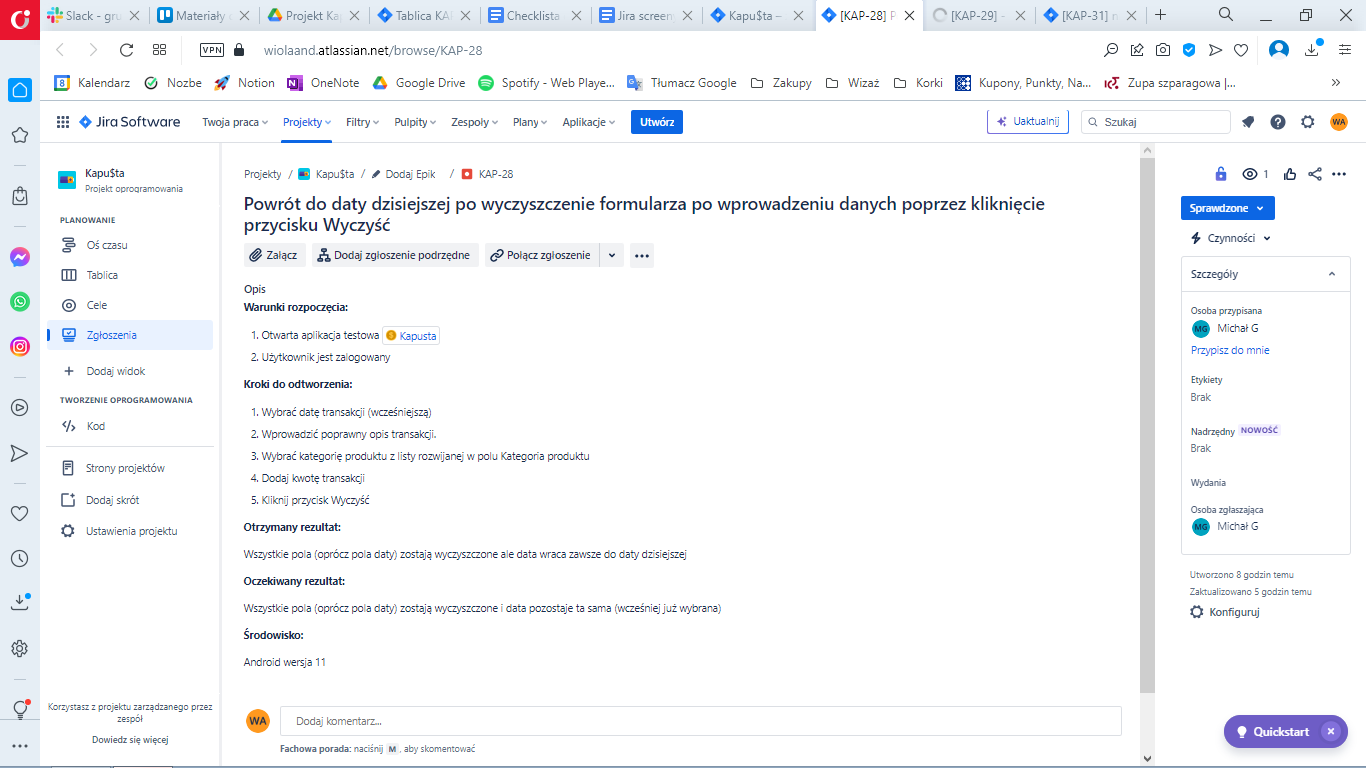 Slack - gru
Materiały u
Projekt Kap
Tablica KAP
Checklista
Jira screen
Kapu$ta –
[KAP-28] P
[KAP-29] -
[KAP-31] n
VPN
wiolaand.atlassian.net/browse/KAP-28
Kalendarz
Nozbe
Notion
OneNote
Google Drive
Spotify - Web Playe...
Tłumacz Google
Zakupy
Wizaż
Korki
Kupony, Punkty, Na...
Zupa szparagowa |...
Jira Software
Twoja praca
Projekty
Filtry
Pulpity
Zespoły
Plany
Aplikacje
Utwórz
Uaktualnij
Szukaj
WA
Kapu$ta
Projekt oprogramowania
PLANOWANIE
Oś czasu
Tablica
Cele
Zgłoszenia
Dodaj widok
TWORZENIE OPROGRAMOWANIA
Kod
Strony projektów
Dodaj skrót
Ustawienia projektu
Korzystasz z projektu zarządzanego przez
zespół
Dowiedz się więcej
Projekty / Kapu$ta / Dodaj Epik / KAP-28
Powrót do daty dzisiejszej po wyczyszczenie formularza po wprowadzeniu danych poprzez kliknięcie
przycisku Wyczyść
Załącz
Dodaj zgłoszenie podrzędne
Połącz zgłoszenie
Opis
Warunki rozpoczęcia:
1. Otwarta aplikacja testowa Kapusta
2. Użytkownik jest zalogowany
Kroki do odtworzenia:
1. Wybrać datę transakcji (wcześniejszą)
2. Wprowadzić poprawny opis transakcji.
3. Wybrać kategorię produktu z listy rozwijanej w polu Kategoria produktu
4. Dodaj kwotę transakcji
5. Kliknij przycisk Wyczyść
Otrzymany rezultat:
Wszystkie pola (oprócz pola daty) zostają wyczyszczone ale data wraca zawsze do daty dzisiejszej
Oczekiwany rezultat:
Wszystkie pola (oprócz pola daty) zostają wyczyszczone i data pozostaje ta sama (wcześniej już wybrana)
Środowisko:
Android wersja 11
WA
Dodaj komentarz...
Fachowa porada: naciśnij M , aby skomentować
1
Sprawdzone
Czynności
Szczegóły
Osoba przypisana
MG Michał G
Przypisz do mnie
Etykiety
Brak
Nadrzędny NOWOŚĆ
Brak
Wydania
Osoba zgłaszająca
MG Michał G
Utworzono 8 godzin temu
Zaktualizowano 5 godzin temu
Konfiguruj
Quickstart